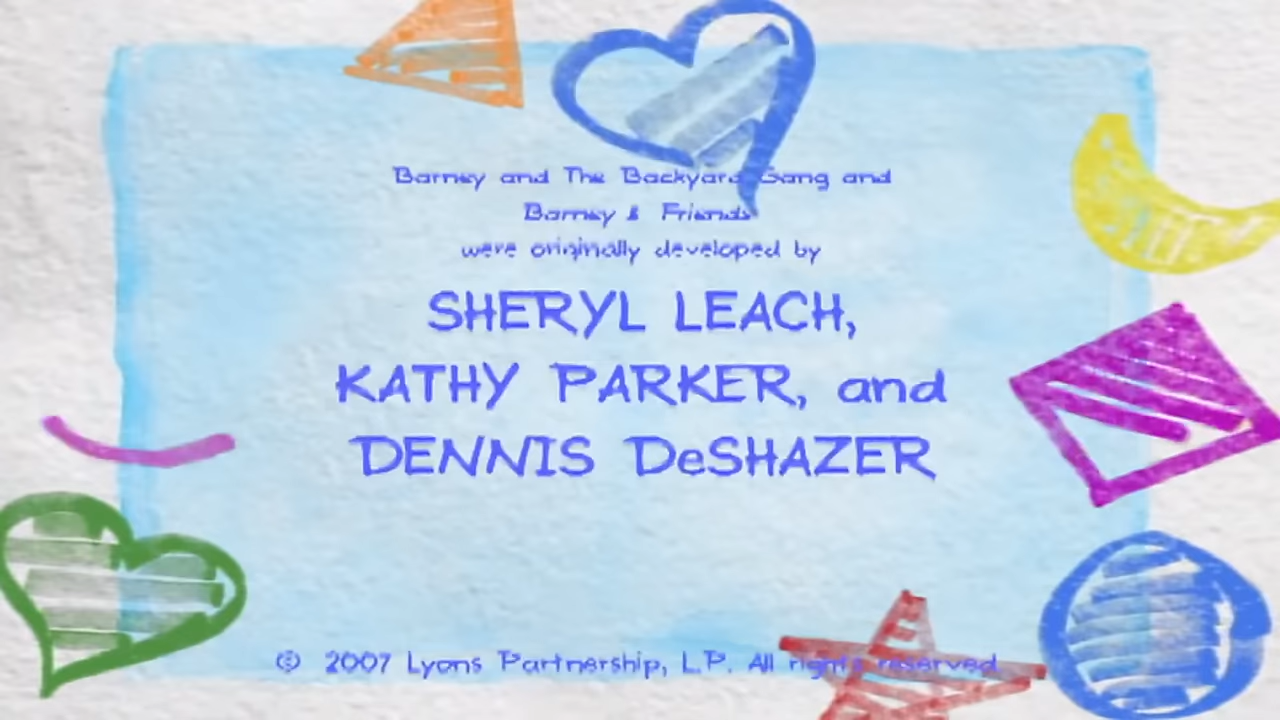 Barney and The Backyard Gang and
Barney & Friends
were originally developed by
SHERYL LEACH,
KATHY PARKER, and
DENNIS DeSHAZER
© 2007 Lyons Partnership, L.P. All rights reserved